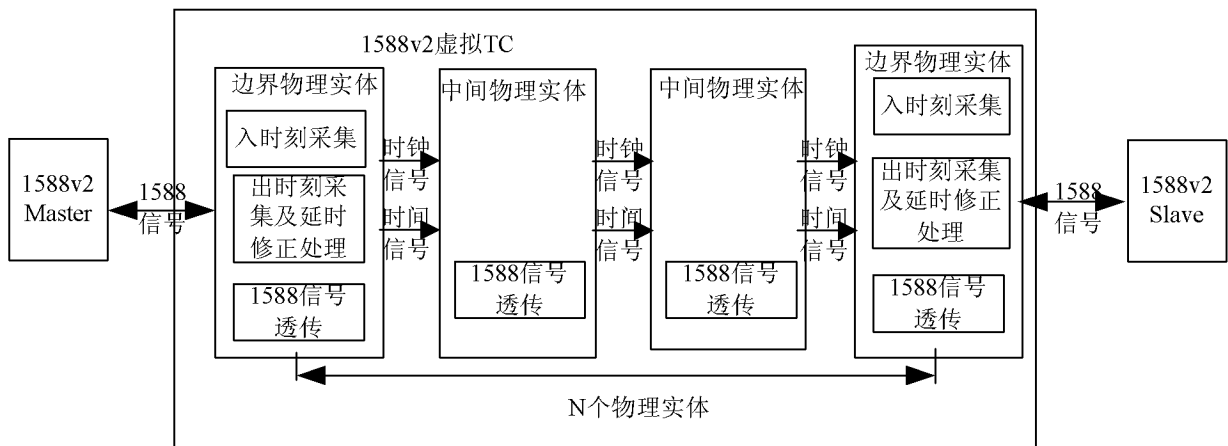 1588v2虚拟TC
1588v2
Master
1588
信号
边界物理实体
入时刻采集
出时刻采
集及延时
修正处理
1588信号
透传
时钟
信号
时间
信号
中间物理实体
1588信号
透传
时钟
信号
时间
信号
中间物理实体
1588信号
透传
时钟
信号
时间
信号
边界物理实体
入时刻采集
出时刻采集
及延时修正
处理
1588信号
透传
1588
信号
1588v2
Slave
N个物理实体